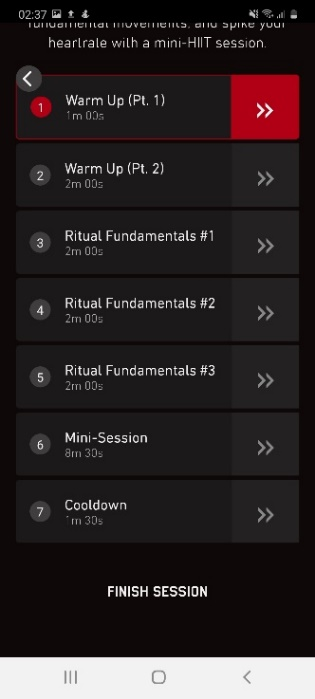 02:37
fundamental movements, and spike your
heartrate with a mini-HIIT session.
1
Warm Up (Pt. 1)
1m 00s
2
Warm Up (Pt. 2)
2m 00s
3
Ritual Fundamentals #1
2m 00s
4
Ritual Fundamentals #2
2m 00s
5
Ritual Fundamentals #3
2m 00s
6
Mini-Session
8m 30s
7
Cooldown
1m 30s
FINISH SESSION